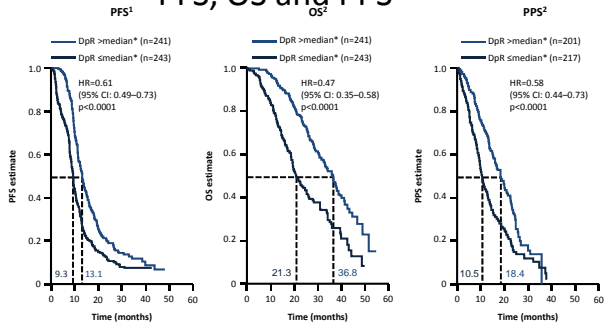 PFS, OS and PPS
PFS¹
DpR >median* (n=241)
DpR ≤median* (n=243)
HR=0.61
(95% CI: 0.49–0.73)
p<0.0001
PFS estimate
1.0
0.8
0.6
0.4
0.2
0
9.3
13.1
0 10 20 30 40 50 60
Time (months)
OS²
DpR >median* (n=241)
DpR ≤median* (n=243)
HR=0.47
(95% CI: 0.35–0.58)
p<0.0001
OS estimate
1.0
0.8
0.6
0.4
0.2
0
21.3
36.8
0 10 20 30 40 50 60
Time (months)
PPS²
DpR >median* (n=201)
DpR ≤median* (n=217)
HR=0.58
(95% CI: 0.44–0.73)
p<0.0001
PPS estimate
1.0
0.8
0.6
0.4
0.2
0
10.5
18.4
0 10 20 30 40 50 60
Time (months)